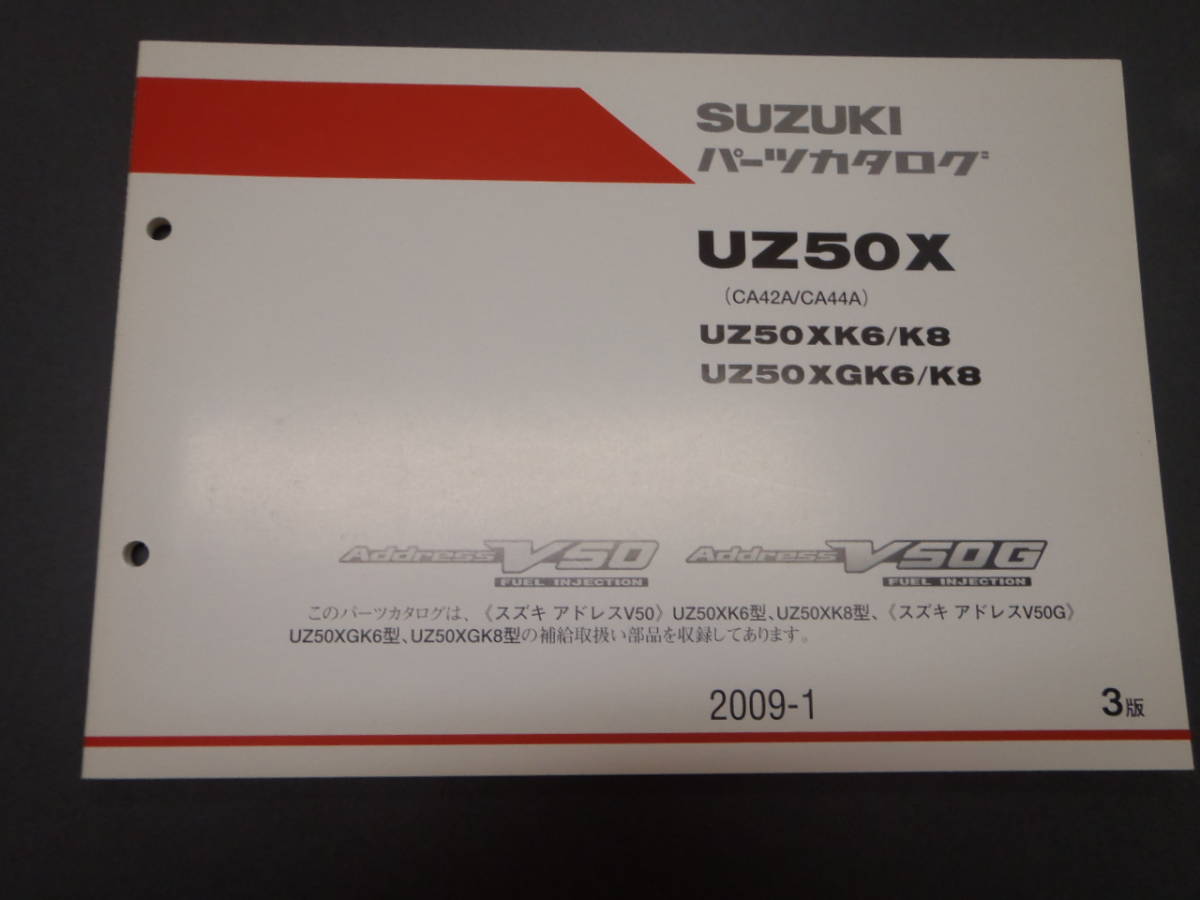 SUZUKI
パーツカタログ
UZ50X
(CA42A/CA44A)
UZ50XK6/K8
UZ50XGK6/K8
Address V50
FUEL INJECTION
Address V50G
FUEL INJECTION
このパーツカタログは、《スズキ アドレスV50》UZ50XK6型、UZ50XK8型、《スズキ アドレスV50G》
UZ50XGK6型、UZ50XGK8型の補給取扱い部品を収録してあります。
2009-1
3版